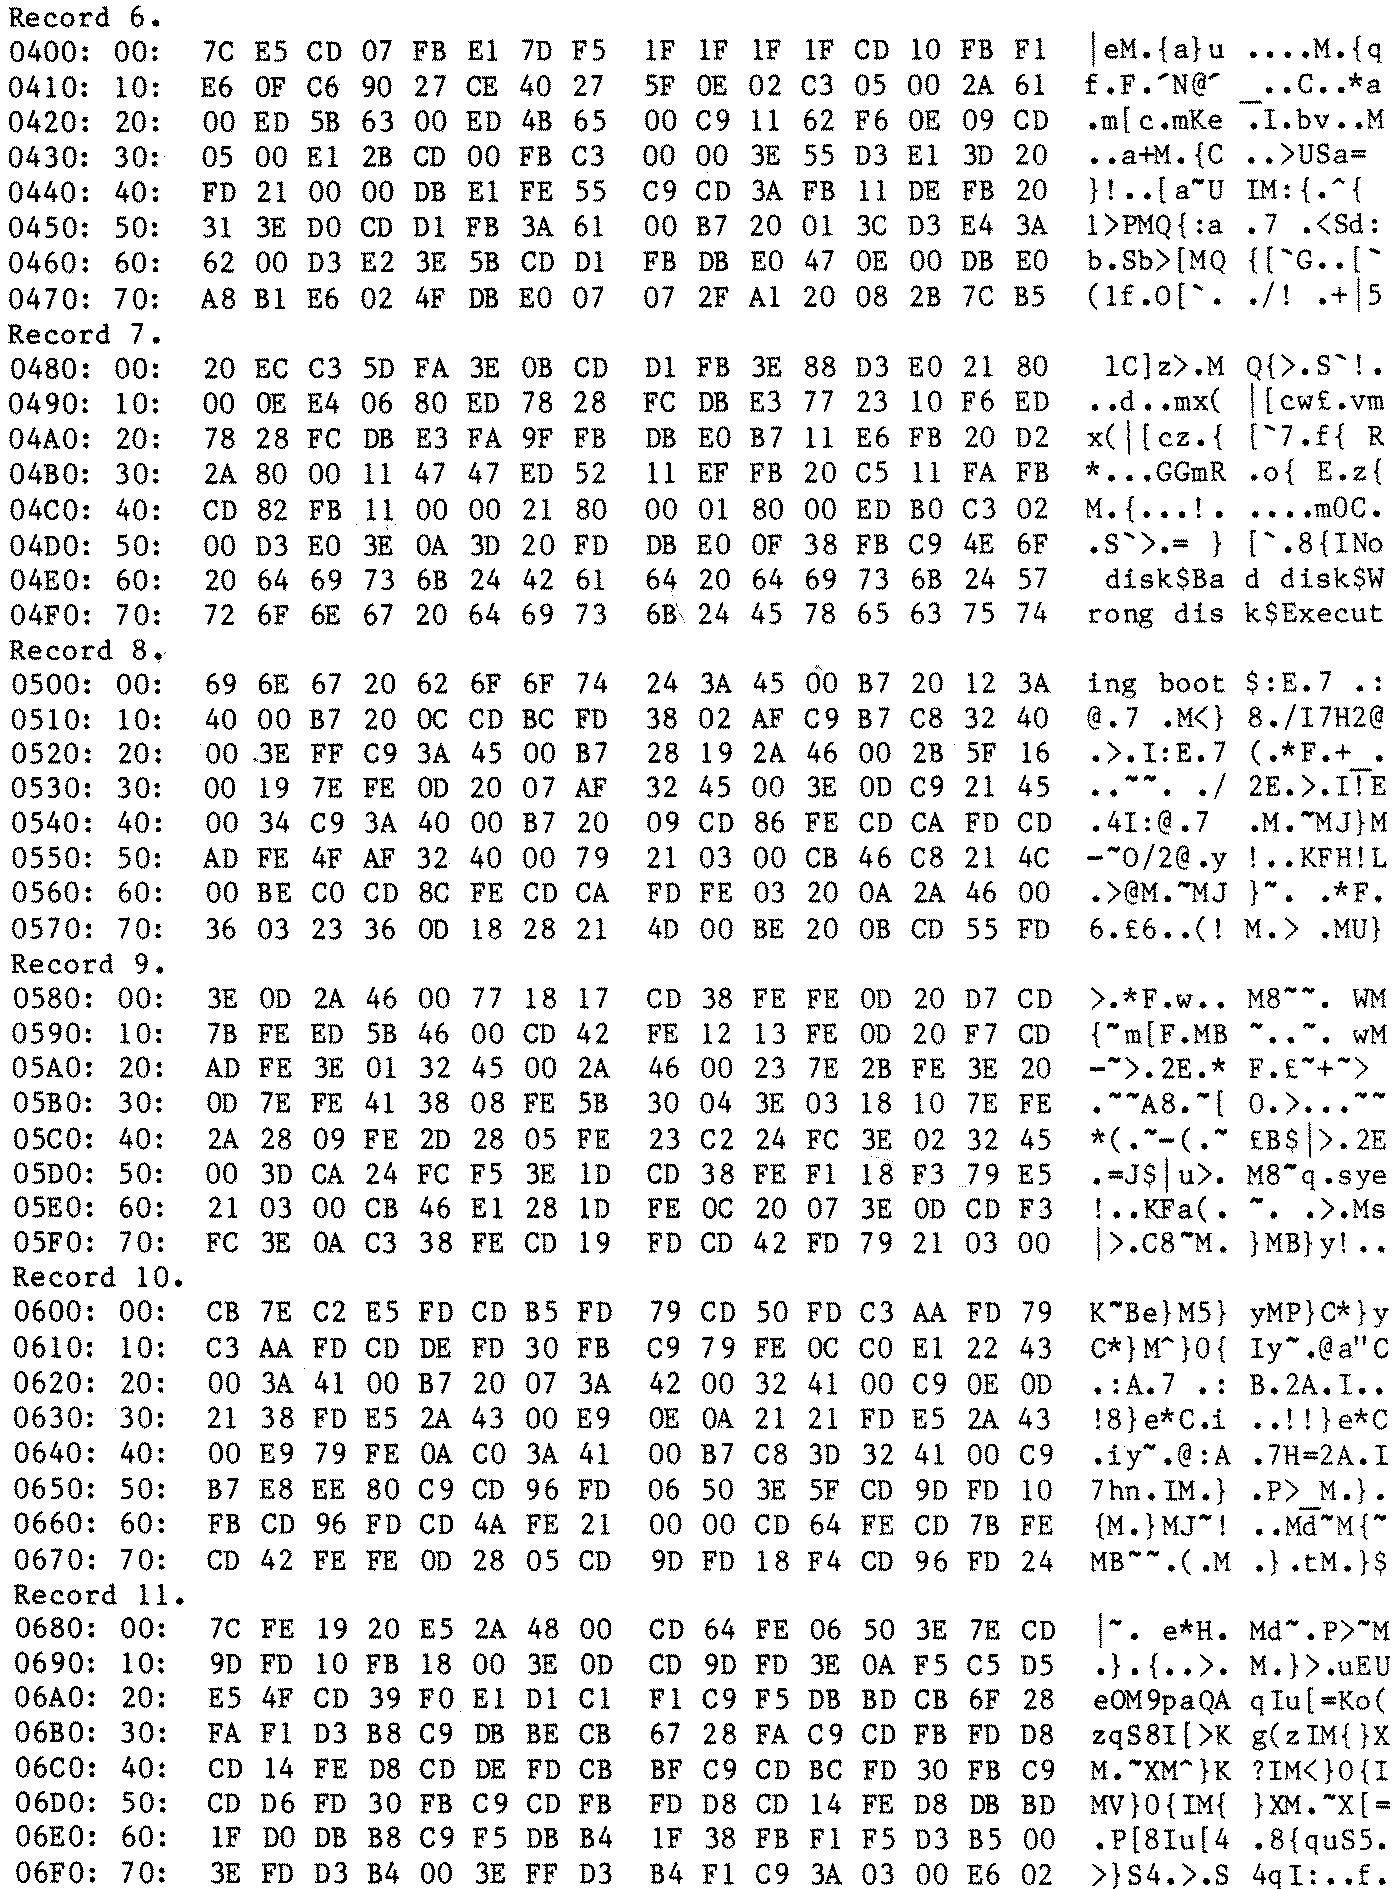 Record 6.
0400: 00: 7C E5 CD 07 FB E1 7D F5 1F 1F 1F 1F CD 10 FB F1 |eM.{a}u ....M.{q
0410: 10: E6 0F C6 90 27 CE 40 27 5F 0E 02 C3 05 00 2A 61 f.F.´N@´ _..C..*a
0420: 20: 00 ED 5B 63 00 ED 4B 65 00 C9 11 62 F6 0E 09 CD .m[c.mKe .I.bv..M
0430: 30: 05 00 E1 2B CD 00 FB C3 00 00 3E 55 D3 E1 3D 20 ..a+M.{C ..>USa=
0440: 40: FD 21 00 00 DB E1 FE 55 C9 CD 3A FB 11 DE FB 20 }!..[a~U IM:{.^{
0450: 50: 31 3E D0 CD D1 FB 3A 61 00 B7 20 01 3C D3 E4 3A 1>PMQ{:a .7 .<Sd:
0460: 60: 62 00 D3 E2 3E 5B CD D1 FB DB E0 47 0E 00 DB E0 b.Sb>[MQ {[`G..[`
0470: 70: A8 B1 E6 02 4F DB E0 07 07 2F A1 20 08 2B 7C B5 (1f.O[`. ./! .+|5
Record 7.
0480: 00: 20 EC C3 5D FA 3E 0B CD D1 FB 3E 88 D3 E0 21 80 lC]z>.M Q{>.S`!.
0490: 10: 00 0E E4 06 80 ED 78 28 FC DB E3 77 23 10 F6 ED ..d..mx( |[cw£.vm
04A0: 20: 78 28 FC DB E3 FA 9F FB DB E0 B7 11 E6 FB 20 D2 x(|[cz.{ [`7.f{ R
04B0: 30: 2A 80 00 11 47 47 ED 52 11 EF FB 20 C5 11 FA FB *...GGmR .o{ E.z{
04C0: 40: CD 82 FB 11 00 00 21 80 00 01 80 00 ED B0 C3 02 M.{...!. ....m0C.
04D0: 50: 00 D3 E0 3E 0A 3D 20 FD DB E0 0F 38 FB C9 4E 6F .S`>.= } [`.8{INo
04E0: 60: 20 64 69 73 6B 24 42 61 64 20 64 69 73 6B 24 57 disk$Ba d disk$W
04F0: 70: 72 6F 6E 67 20 64 69 73 6B 24 45 78 65 63 75 74 rong dis k$Execut
Record 8.
0500: 00: 69 6E 67 20 62 6F 6F 74 24 3A 45 00 B7 20 12 3A ing boot $:E.7 .:
0510: 10: 40 00 B7 20 0C CD BC FD 38 02 AF C9 B7 C8 32 40 @.7 .M<} 8./I7H2@
0520: 20: 00 3E FF C9 3A 45 00 B7 28 19 2A 46 00 2B 5F 16 .>.I:E.7 (.*F.+_.
0530: 30: 00 19 7E FE 0D 20 07 AF 32 45 00 3E 0D C9 21 45 ..~~. ./ 2E.>.I!E
0540: 40: 00 34 C9 3A 40 00 B7 20 09 CD 86 FE CD CA FD CD .4I:@.7 .M.~MJ}M
0550: 50: AD FE 4F AF 32 40 00 79 21 03 00 CB 46 C8 21 4C -~O/2@.y !..KFH!L
0560: 60: 00 BE C0 CD 8C FE CD CA FD FE 03 20 0A 2A 46 00 .>@M.~MJ }~. .*F.
0570: 70: 36 03 23 36 0D 18 28 21 4D 00 BE 20 0B CD 55 FD 6.£6..(! M.> .MU}
Record 9.
0580: 00: 3E 0D 2A 46 00 77 18 17 CD 38 FE FE 0D 20 D7 CD >.*F.w.. M8~~. WM
0590: 10: 7B FE ED 5B 46 00 CD 42 FE 12 13 FE 0D 20 F7 CD {~m[F.MB ~..~. wM
05A0: 20: AD FE 3E 01 32 45 00 2A 46 00 23 7E 2B FE 3E 20 -~>.2E.* F.£~+~>
05B0: 30: 0D 7E FE 41 38 08 FE 5B 30 04 3E 03 18 10 7E FE .~~A8.~[ 0.>...~~
05C0: 40: 2A 28 09 FE 2D 28 05 FE 23 C2 24 FC 3E 02 32 45 *(.~-(.~ £B$|>.2E
05D0: 50: 00 3D CA 24 FC F5 3E 1D CD 38 FE F1 18 F3 79 E5 .=J$|u>. M8~q.sye
05E0: 60: 21 03 00 CB 46 E1 28 1D FE 0C 20 07 3E 0D CD F3 !..KFa(. ~. .>.Ms
05F0: 70: FC 3E 0A C3 38 FE CD 19 FD CD 42 FD 79 21 03 00 |>.C8~M. }MB}y!..
Record 10.
0600: 00: CB 7E C2 E5 FD CD B5 FD 79 CD 50 FD C3 AA FD 79 K~Be}M5} yMP}C*}y
0610: 10: C3 AA FD CD DE FD 30 FB C9 79 FE 0C C0 E1 22 43 C*}M^}0{ Iy~.@a"C
0620: 20: 00 3A 41 00 B7 20 07 3A 42 00 32 41 00 C9 0E 0D .:A.7 .: B.2A.I..
0630: 30: 21 38 FD E5 2A 43 00 E9 0E 0A 21 21 FD E5 2A 43 !8}e*C.i ..!!}e*C
0640: 40: 00 E9 79 FE 0A C0 3A 41 00 B7 C8 3D 32 41 00 C9 .iy~.@:A .7H=2A.I
0650: 50: B7 E8 EE 80 C9 CD 96 FD 06 50 3E 5F CD 9D FD 10 7hn.IM.} .P>_M.}.
0660: 60: FB CD 96 FD CD 4A FE 21 00 00 CD 64 FE CD 7B FE {M.}MJ~! ..Md~M{~
0670: 70: CD 42 FE FE 0D 28 05 CD 9D FD 18 F4 CD 96 FD 24 MB~~.(.M .}.tM.}$
Record 11.
0680: 00: 7C FE 19 20 E5 2A 48 00 CD 64 FE 06 50 3E 7E CD |~. e*H. Md~.P>~M
0690: 10: 9D FD 10 FB 18 00 3E 0D CD 9D FD 3E 0A F5 C5 D5 .}.{..>. M.}>.uEU
06A0: 20: E5 4F CD 39 F0 E1 D1 C1 F1 C9 F5 DB BD CB 6F 28 eOM9paQA qIu[=Ko(
06B0: 30: FA F1 D3 B8 C9 DB BE CB 67 28 FA C9 CD FB FD D8 zqS8I[>K g(zIM{}X
06C0: 40: CD 14 FE D8 CD DE FD CB BF C9 CD BC FD 30 FB C9 M.~XM^}K ?IM<}0{I
06D0: 50: CD D6 FD 30 FB C9 CD FB FD D8 CD 14 FE D8 DB BD MV}0{IM{ }XM.~X[=
06E0: 60: 1F D0 DB B8 C9 F5 DB B4 1F 38 FB F1 F5 D3 B5 00 .P[8Iu[4 .8{quS5.
06F0: 70: 3E FD D3 B4 00 3E FF D3 B4 F1 C9 3A 03 00 E6 02 >}S4.>.S 4qI:..f.